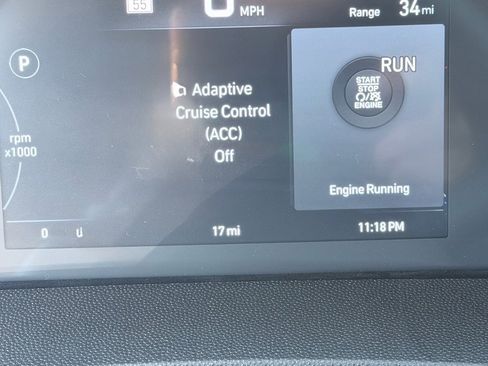 55
0 MPH
Range 34 mi
P
RUN
START
STOP
ENGINE
Adaptive
Cruise Control
(ACC)
Off
rpm
x1000
Engine Running
0
17 mi
11:18 PM